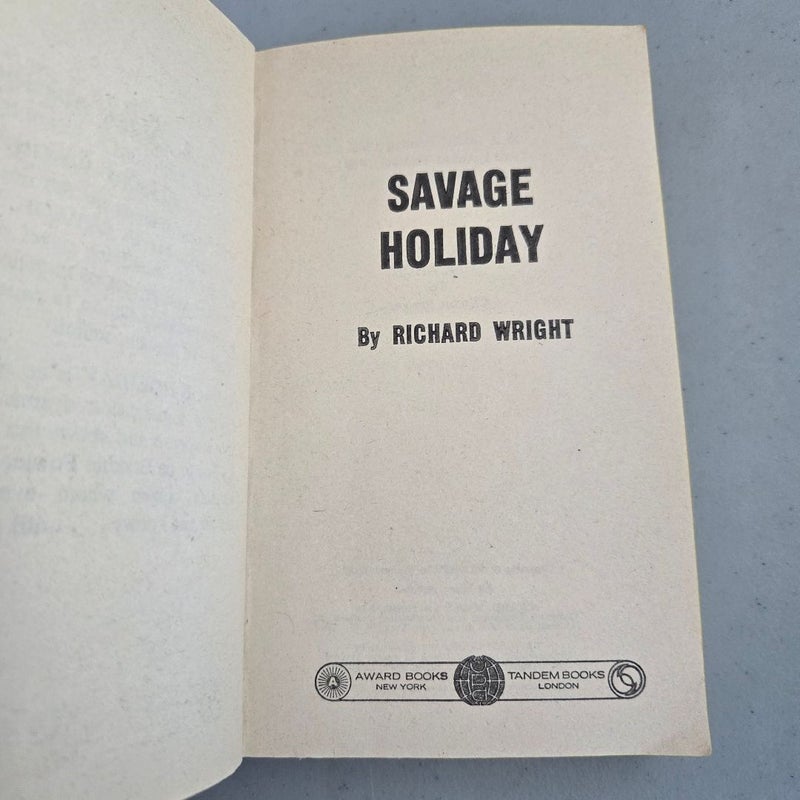 SAVAGE
HOLIDAY
By RICHARD WRIGHT
AWARD BOOKS
NEW YORK
TANDEM BOOKS
LONDON